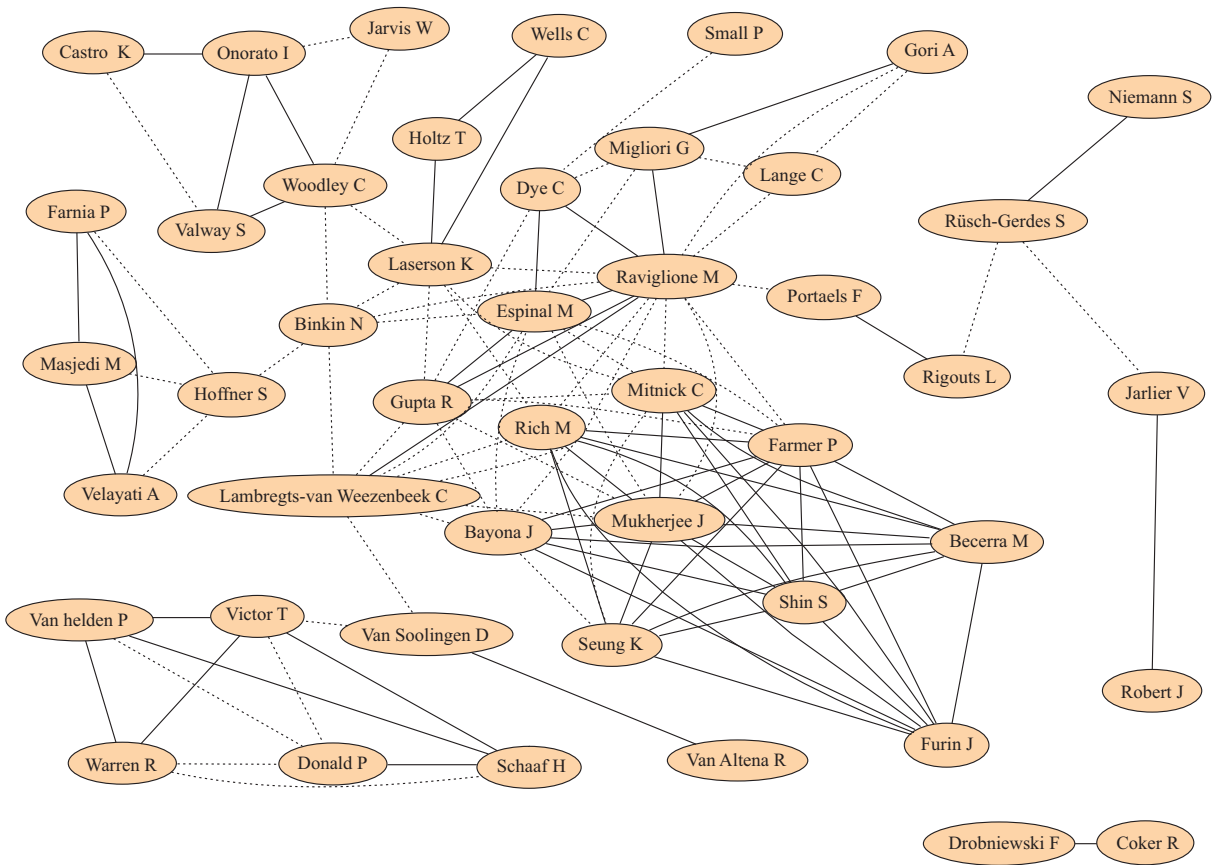 Jarvis W
Small P
Wells C
Castro K
Onorato I
Gori A
Niemann S
Holtz T
Migliori G
Lange C
Woodley C
Dye C
Farnia P
Valway S
Rüsch-Gerdes S
Laserson K
Raviglione M
Portaels F
Espinal M
Binkin N
Masjedi M
Hoffner S
Gupta R
Mitnick C
Rigouts L
Jarlier V
Rich M
Farmer P
Velayati A
Lambregts-van Weezenbeek C
Bayona J
Mukherjee J
Becerra M
Shin S
Van helden P
Victor T
Van Soolingen D
Seung K
Robert J
Furin J
Warren R
Donald P
Schaaf H
Van Altena R
Drobniewski F
Coker R